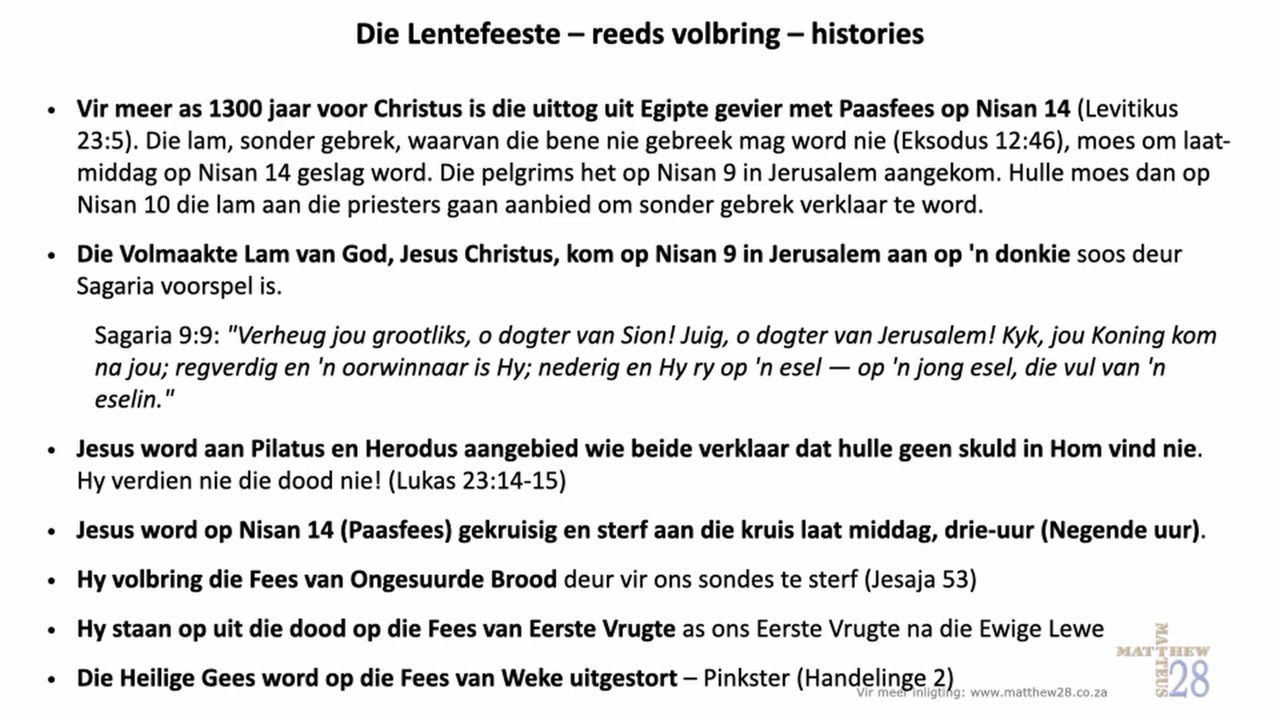 Die Lentefeeste – reeds volbring – histories
• Vir meer as 1300 jaar voor Christus is die uittog uit Egipte gevier met Paasfees op Nisan 14 (Levitikus
23:5). Die lam, sonder gebrek, waarvan die bene nie gebreek mag word nie (Eksodus 12:46), moes om laat-
middag op Nisan 14 geslag word. Die pelgrims het op Nisan 9 in Jerusalem aangekom. Hulle moes dan op
Nisan 10 die lam aan die priesters gaan aanbied om sonder gebrek verklaar te word.
• Die Volmaakte Lam van God, Jesus Christus, kom op Nisan 9 in Jerusalem aan op 'n donkie soos deur
Sagaria voorspel is.
Sagaria 9:9: "Verheug jou grootliks, o dogter van Sion! Juig, o dogter van Jerusalem! Kyk, jou Koning kom
na jou; regverdig en 'n oorwinnaar is Hy; nederig en Hy ry op 'n esel — op 'n jong esel, die vul van 'n
eselin."
• Jesus word aan Pilatus en Herodus aangebied wie beide verklaar dat hulle geen skuld in Hom vind nie.
Hy verdien nie die dood nie! (Lukas 23:14-15)
• Jesus word op Nisan 14 (Paasfees) gekruisig en sterf aan die kruis laat middag, drie-uur (Negende uur).
• Hy volbring die Fees van Ongesuurde Brood deur vir ons sondes te sterf (Jesaja 53)
• Hy staan op uit die dood op die Fees van Eerste Vrugte as ons Eerste Vrugte na die Ewige Lewe
• Die Heilige Gees word op die Fees van Weke uitgestort – Pinkster (Handelinge 2)
Vir meer inligting: www.matthew28.co.za
MATTHEW
MATTEUS
28